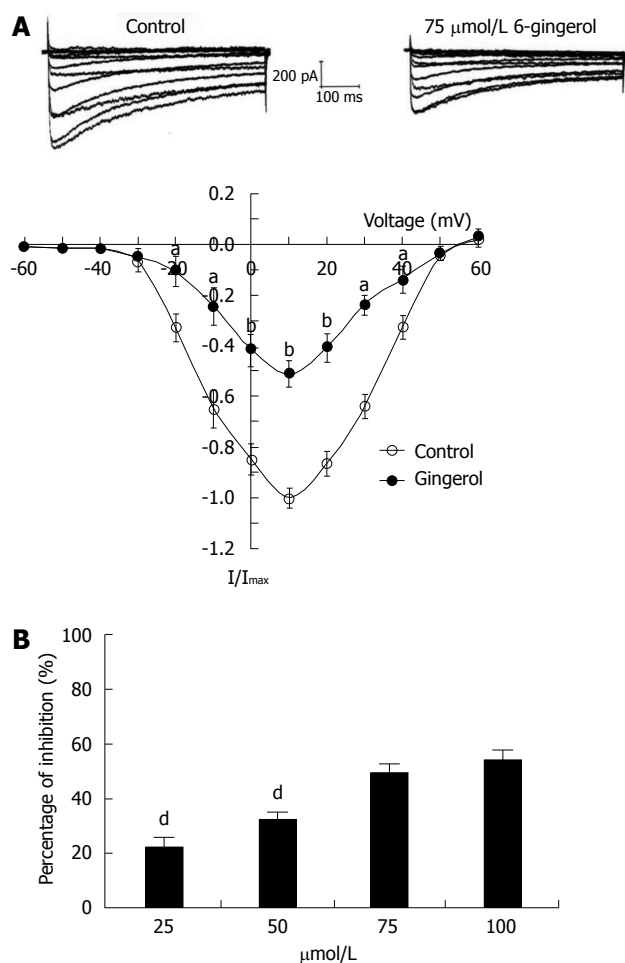 A
Control
75 μmol/L 6-gingerol
200 pA
100 ms
Voltage (mV)
0.0
-60
-40
-20
0
20
40
60
-0.2
-0.4
-0.6
-0.8
-1.0
-1.2
a
a
b
b
b
a
a
Control
Gingerol
I/Imax
B
Percentage of inhibition (%)
100
80
60
40
20
0
d
d
25
50
75
100
μmol/L